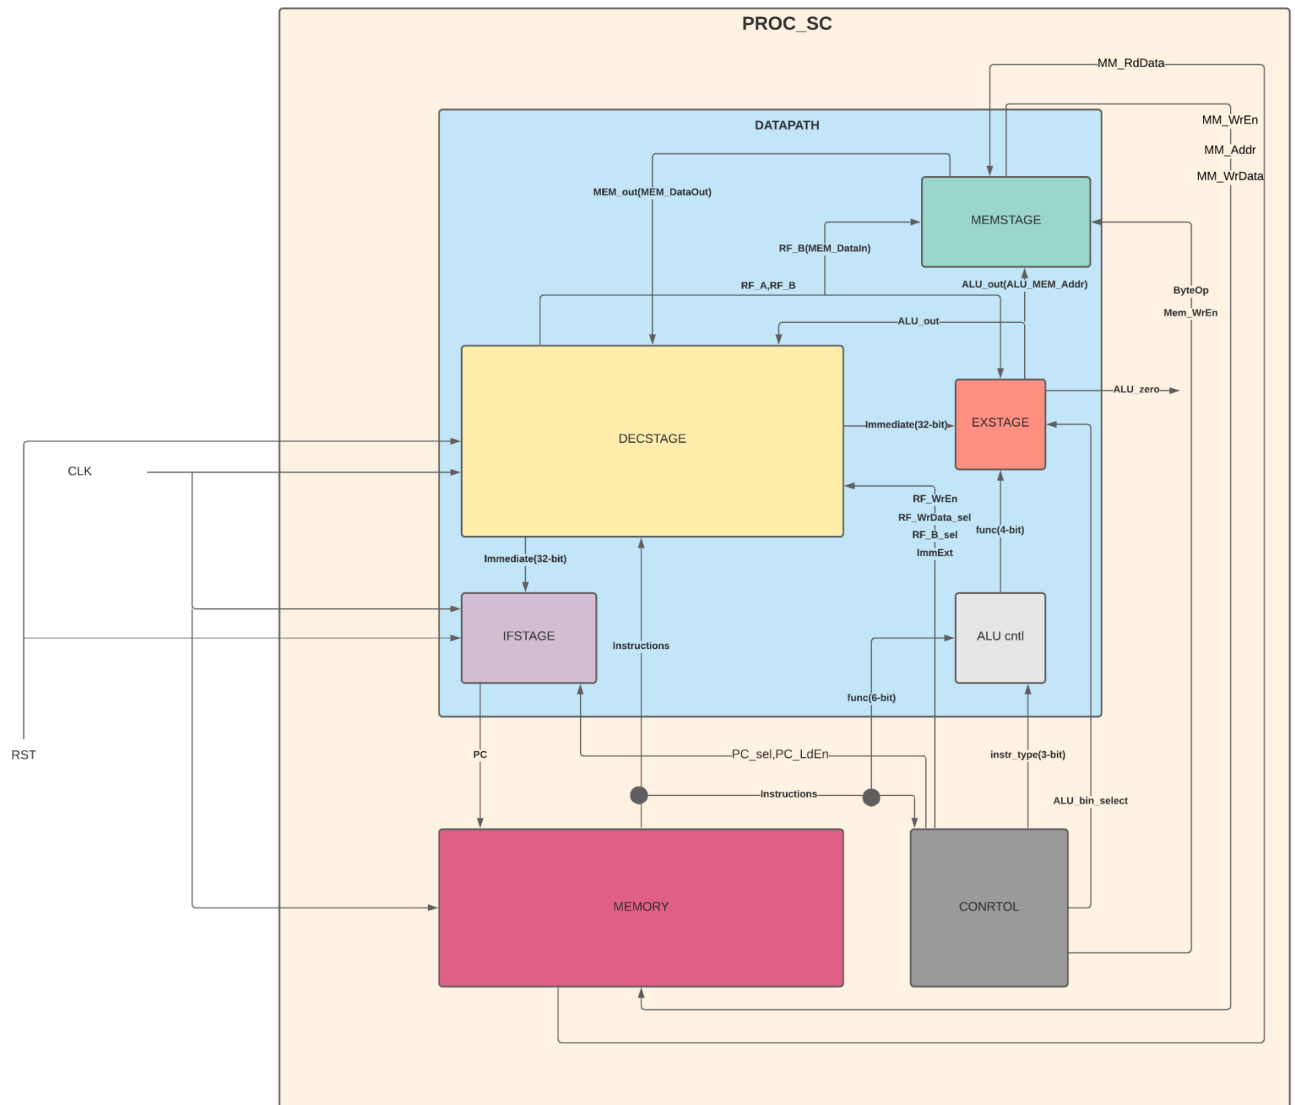 PROC_SC
MM_RdData
MM_WrEn
DATAPATH
MM_Addr
MM_WrData
MEM_out(MEM_DataOut)
MEMSTAGE
RF_B(MEM_DataIn)
RF_A,RF_B
ALU_out(ALU_MEM_Addr)
ByteOp
Mem_WrEn
ALU_out
ALU_zero
Immediate(32-bit)
EXSTAGE
DECSTAGE
CLK
RF_WrEn
RF_WrData_sel
RF_B_sel
ImmExt
func(4-bit)
Immediate(32-bit)
IFSTAGE
ALU cntl
Instructions
func(6-bit)
RST
PC
PC_sel,PC_LdEn
instr_type(3-bit)
Instructions
ALU_bin_select
MEMORY
CONRTOL